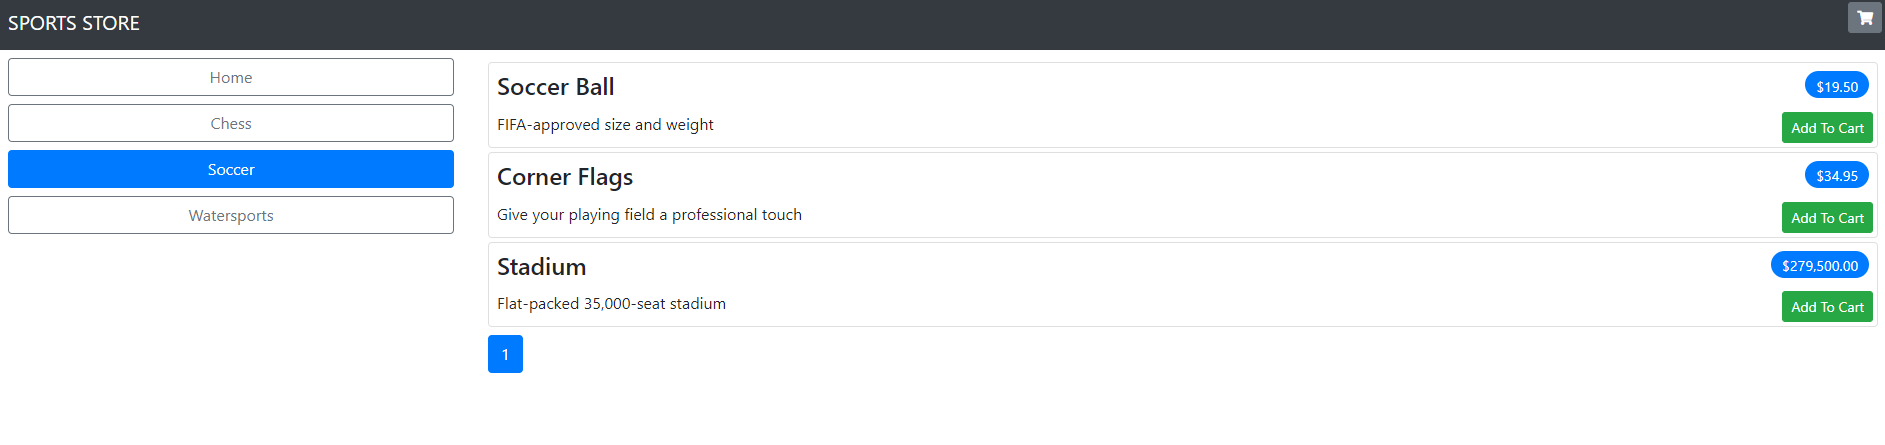 SPORTS STORE
Home
Chess
Soccer
Watersports
Soccer Ball
$19.50
FIFA-approved size and weight
Add To Cart
Corner Flags
$34.95
Give your playing field a professional touch
Add To Cart
Stadium
$279,500.00
Flat-packed 35,000-seat stadium
Add To Cart
1